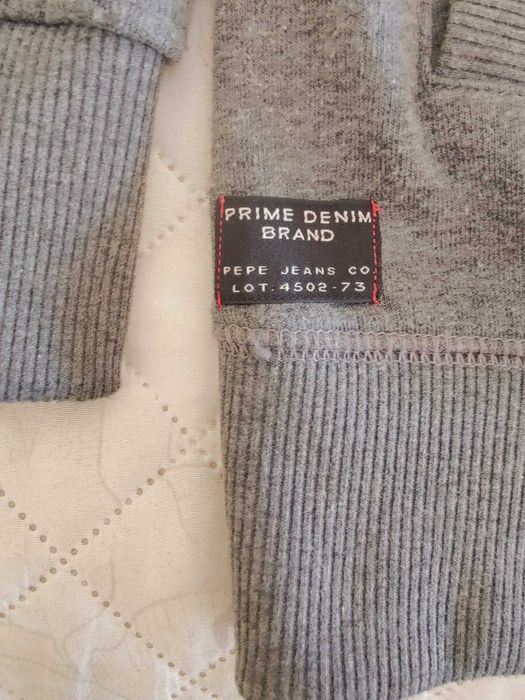 PRIME DENIM
BRAND
PEPE JEANS CO
LOT.4502-73